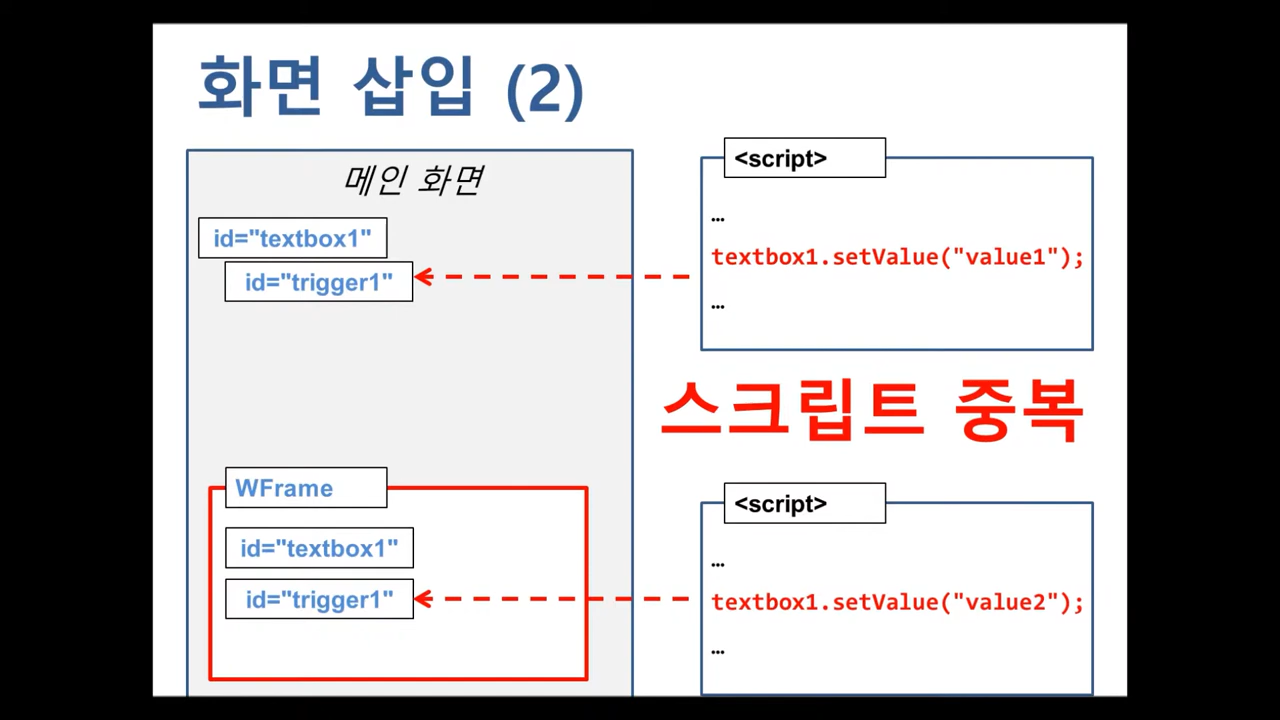 화면 삽입 (2)
메인 화면
id="textbox1"
id="trigger1"
<script>
…
textbox1.setValue("value1");
…
스크립트 중복
WFrame
id="textbox1"
id="trigger1"
<script>
…
textbox1.setValue("value2");
…